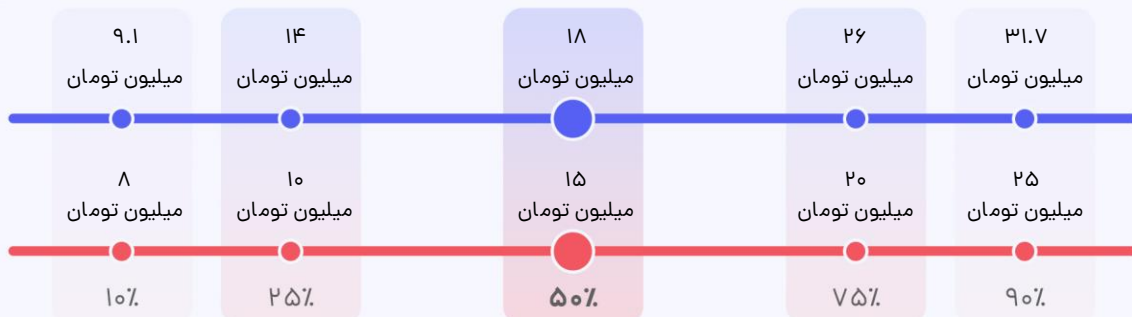 ۹.۱ ۱۴ ۱۸ ۲۶ ۳۱.۷
میلیون تومان میلیون تومان میلیون تومان میلیون تومان میلیون تومان
۸ ۱۰ ۱۵ ۲۰ ۲۵
میلیون تومان میلیون تومان میلیون تومان میلیون تومان میلیون تومان
۱۰٪ ۲۵٪ ۵۰٪ ۷۵٪ ۹۰٪